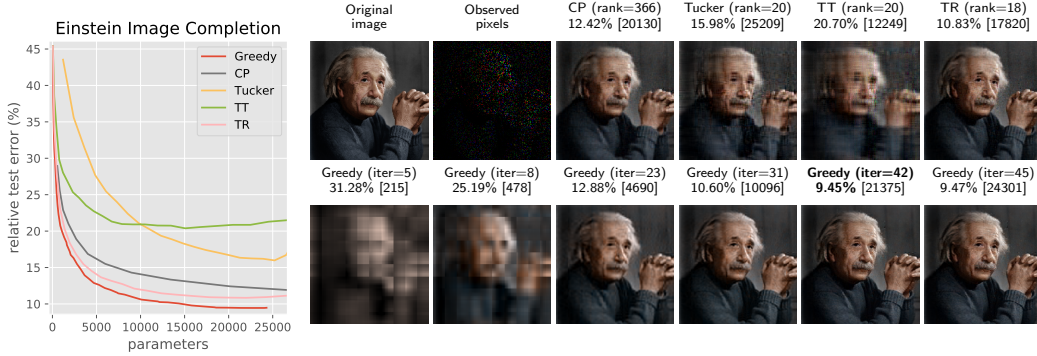 Einstein Image Completion
relative test error (%)
45
40
35
30
25
20
15
10
0
5000
10000
15000
20000
25000
parameters
Greedy
CP
Tucker
TT
TR
Original
image
Observed
pixels
CP (rank=366)
12.42% [20130]
Tucker (rank=20)
15.98% [25209]
TT (rank=20)
20.70% [12249]
TR (rank=18)
10.83% [17820]
Greedy (iter=5)
31.28% [215]
Greedy (iter=8)
25.19% [478]
Greedy (iter=23)
12.88% [4690]
Greedy (iter=31)
10.60% [10096]
Greedy (iter=42)
9.45% [21375]
Greedy (iter=45)
9.47% [24301]